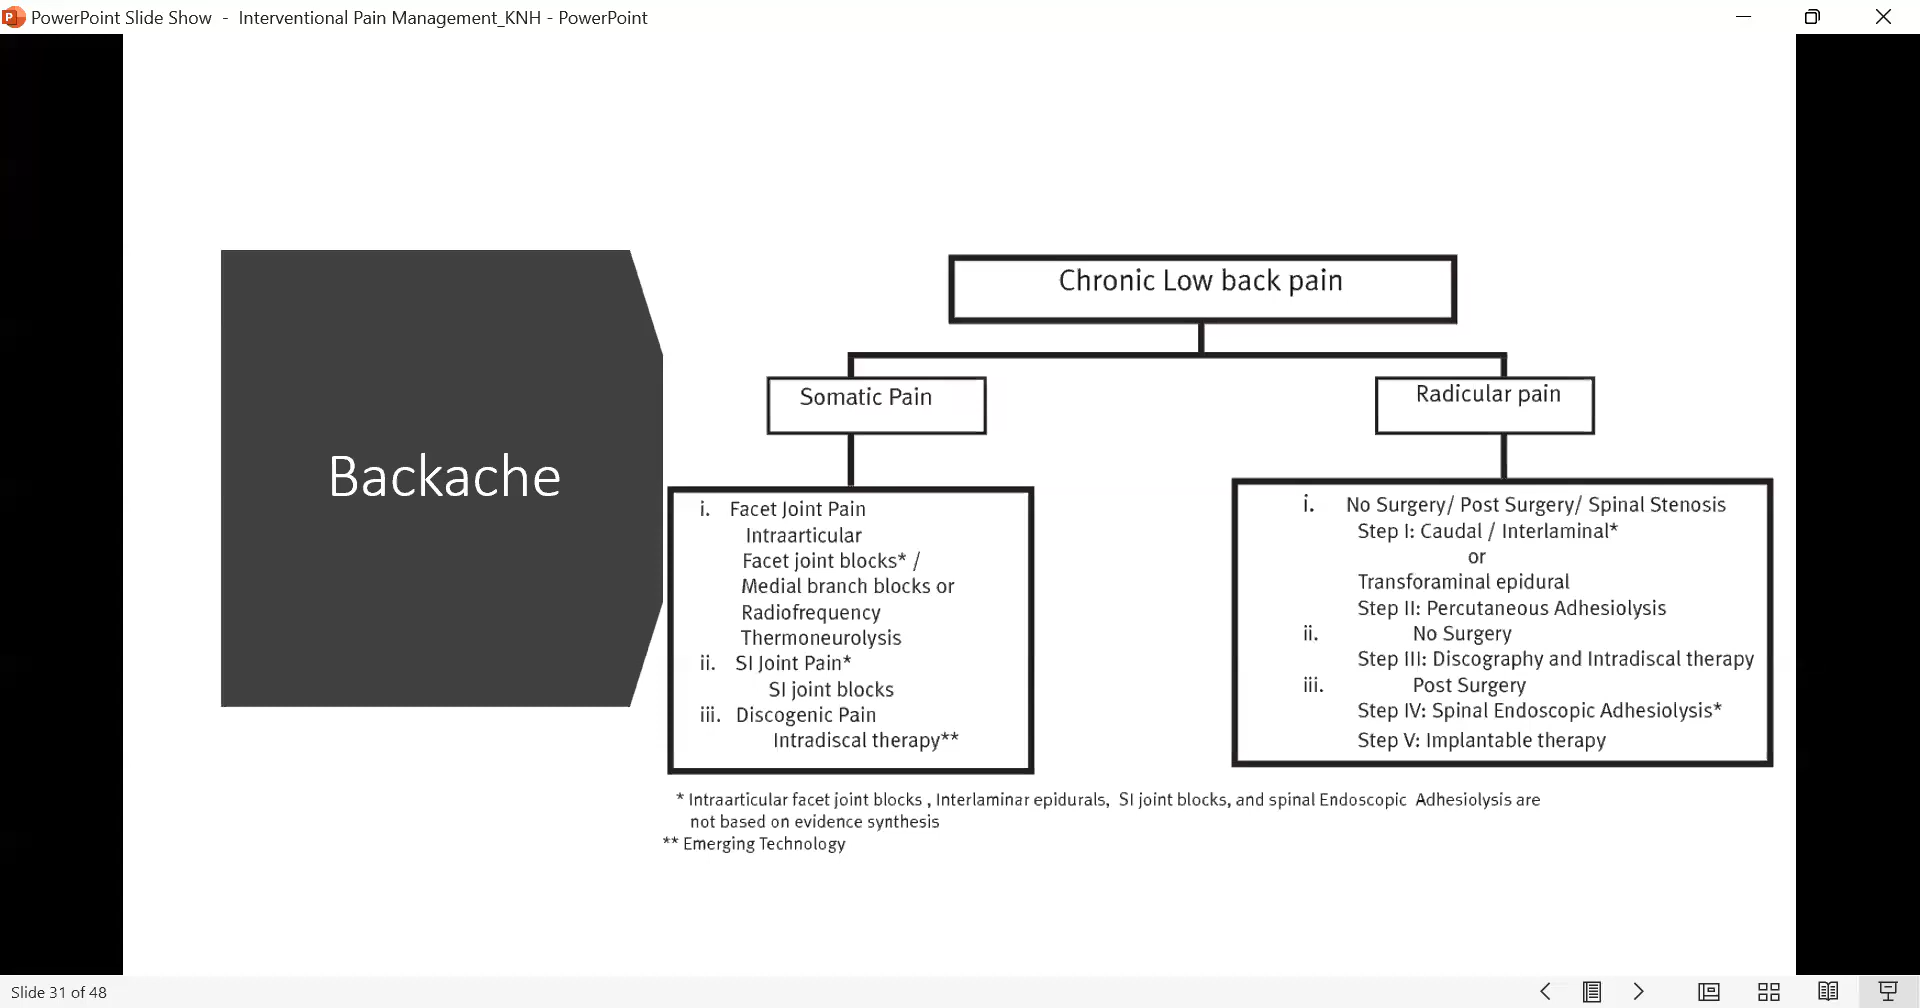 PowerPoint Slide Show - Interventional Pain Management_KNH - PowerPoint
Backache
Chronic Low back pain
Somatic Pain
Radicular pain
i. Facet Joint Pain
Intraarticular
Facet joint blocks* /
Medial branch blocks or
Radiofrequency
Thermoneurolysis
ii. SI Joint Pain*
SI joint blocks
iii. Discogenic Pain
Intradiscal therapy**
i. No Surgery/ Post Surgery/ Spinal Stenosis
Step I: Caudal / Interlaminal*
or
Transforaminal epidural
Step II: Percutaneous Adhesiolysis
ii. No Surgery
Step III: Discography and Intradiscal therapy
iii. Post Surgery
Step IV: Spinal Endoscopic Adhesiolysis*
Step V: Implantable therapy
* Intraarticular facet joint blocks , Interlaminar epidurals, SI joint blocks, and spinal Endoscopic Adhesiolysis are
not based on evidence synthesis
** Emerging Technology
Slide 31 of 48